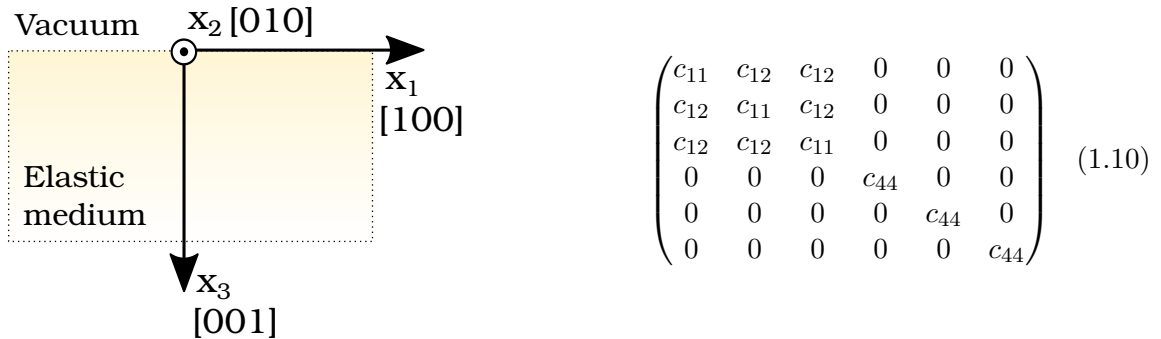 Vacuum
x₂ [010]
x₁
[100]
Elastic
medium
x₃
[001]
c₁₁ c₁₂ c₁₂ 0 0 0
c₁₂ c₁₁ c₁₂ 0 0 0
c₁₂ c₁₂ c₁₁ 0 0 0
0 0 0 c₄₄ 0 0
0 0 0 0 c₄₄ 0
0 0 0 0 0 c₄₄
(1.10)